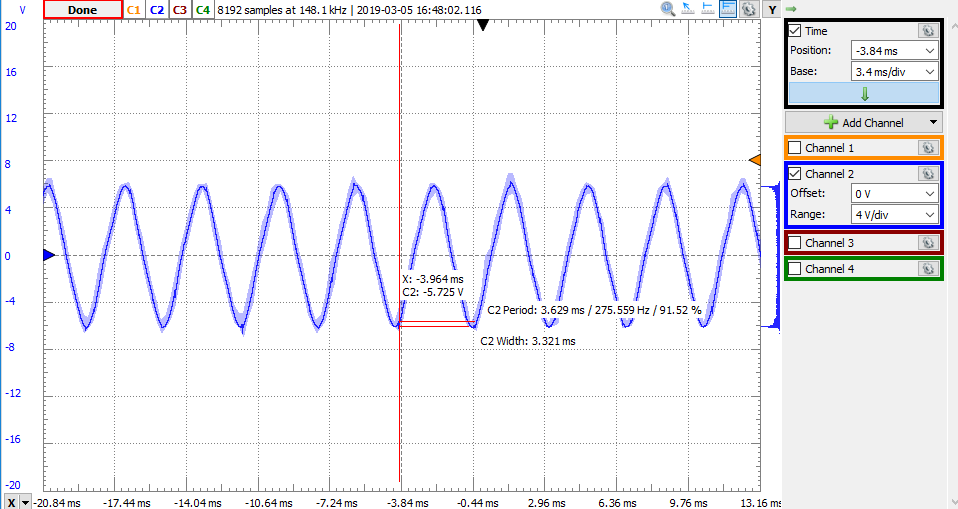 V Done C1 C2 C3 C4 8192 samples at 148.1 kHz | 2019-03-05 16:48:02.116 Y
20
16
12
8
4
0
-4
-8
-12
-16
-20
X: -3.964 ms
C2: -5.725 V
C2 Period: 3.629 ms / 275.559 Hz / 91.52 %
C2 Width: 3.321 ms
X -20.84 ms -17.44 ms -14.04 ms -10.64 ms -7.24 ms -3.84 ms -0.44 ms 2.96 ms 6.36 ms 9.76 ms 13.16 ms
Time
Position: -3.84 ms
Base: 3.4 ms/div
Add Channel
Channel 1
Channel 2
Offset: 0 V
Range: 4 V/div
Channel 3
Channel 4